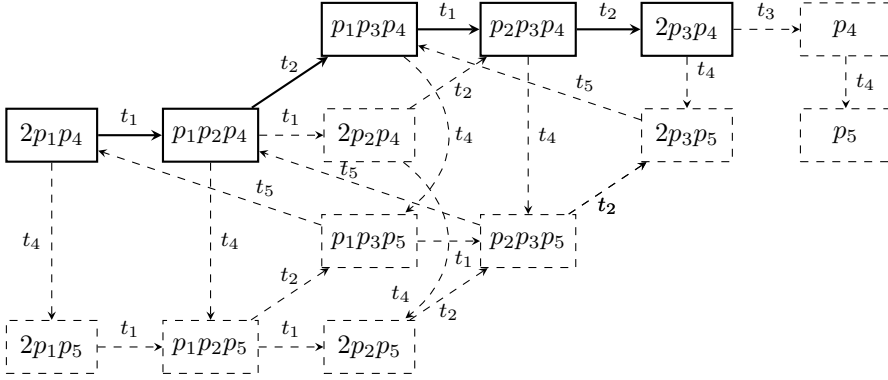 p₁p₃p₄ t₁ p₂p₃p₄ t₂ 2p₃p₄ t₃ p₄
t₂ t₂ t₅ t₄ t₄
2p₁p₄ t₁ p₁p₂p₄ t₁ 2p₂p₄ t₄ t₄ 2p₃p₅ p₅
t₅ t₅ t₂
t₄ t₄ p₁p₃p₅ t₁ p₂p₃p₅
t₂ t₄ t₂
2p₁p₅ t₁ p₁p₂p₅ t₁ 2p₂p₅